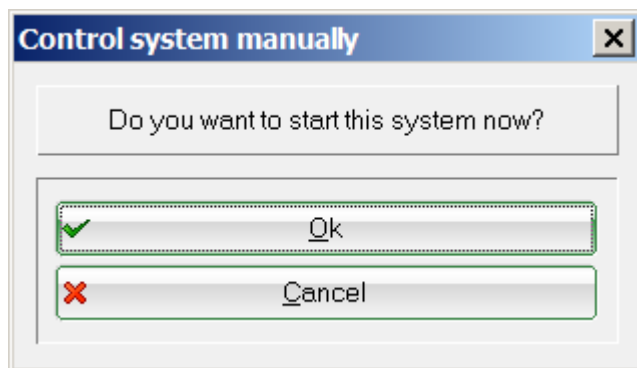 Control system manually
Do you want to start this system now?
Ok
Cancel